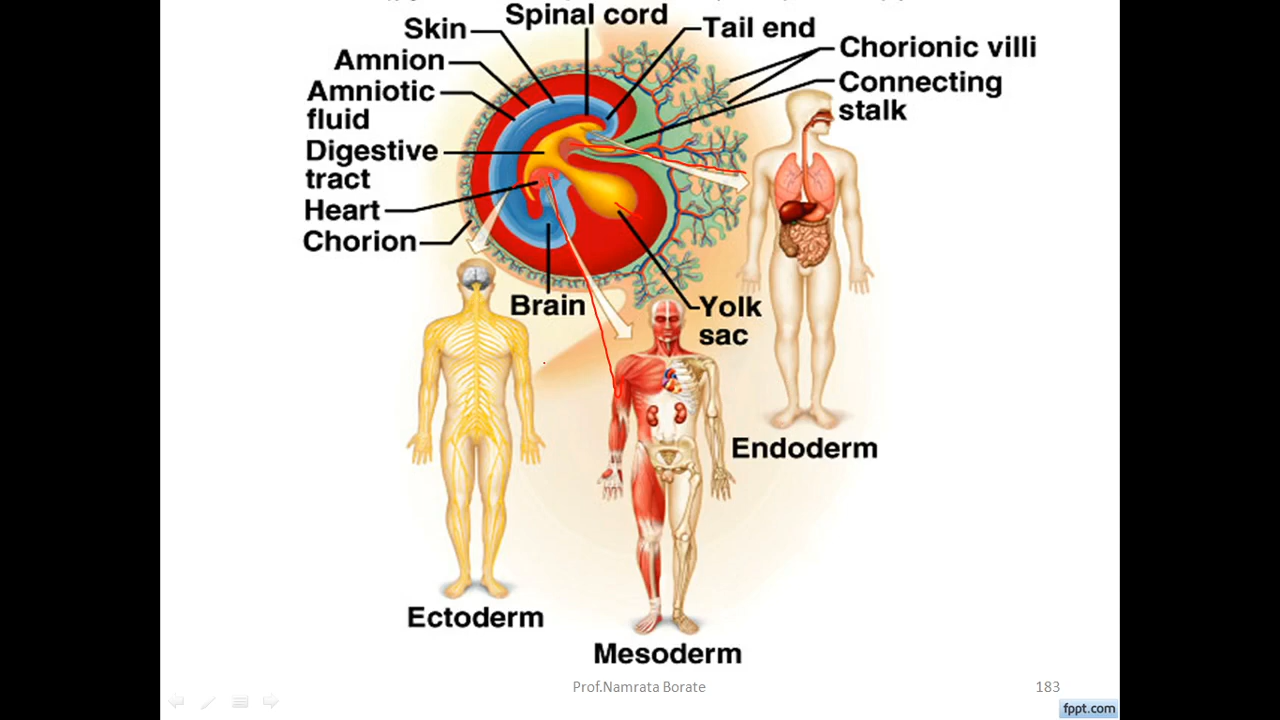 Spinal cord
Skin
Tail end
Amnion
Chorionic villi
Amniotic
fluid
Connecting
stalk
Digestive
tract
Heart
Chorion
Brain
Yolk
sac
Endoderm
Ectoderm
Mesoderm
Prof.Namrata Borate
183
fppt.com